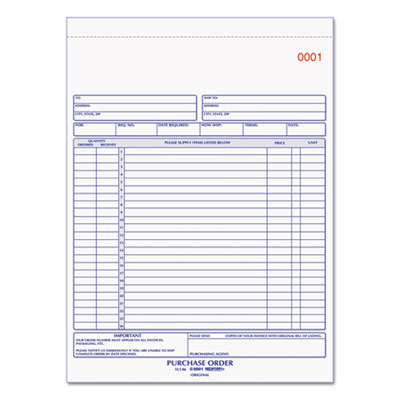 0001
TO: SHIP TO:
ADDRESS: ADDRESS:
CITY, STATE, ZIP CITY, STATE, ZIP
FOR: REQ. NO. DATE REQUIRED: HOW SHIP: TERMS: DATE:
QUANTITY PLEASE SUPPLY ITEMS LISTED BELOW PRICE UNIT
ORDERED RECEIVED
1
2
3
4
5
6
7
8
9
10
11
12
13
14
15
16
17
18
19
20
21
22
23
24
IMPORTANT PLEASE SEND COPIES OF YOUR INVOICE WITH ORIGINAL BILL OF LADING.
OUR ORDER NUMBER MUST APPEAR ON ALL INVOICES,
PACKAGING, ETC.
PLEASE NOTIFY US IMMEDIATELY IF YOU ARE UNABLE TO SHIP
COMPLETE ORDER BY DATE SPECIFIED. PURCHASING AGENT:
PURCHASE ORDER
1L146 ©2001 REDIFORM®
ORIGINAL